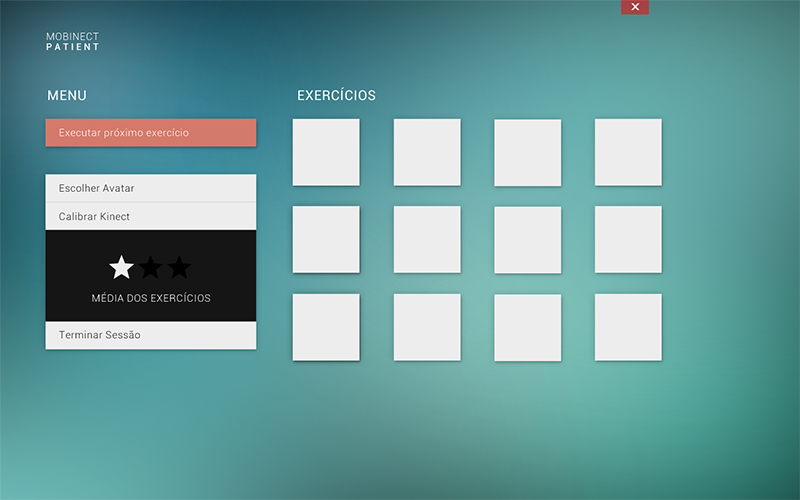 MOBINECT
PATIENT
MENU
EXERCÍCIOS
Executar próximo exercício
Escolher Avatar
Calibrar Kinect
MÉDIA DOS EXERCÍCIOS
Terminar Sessão